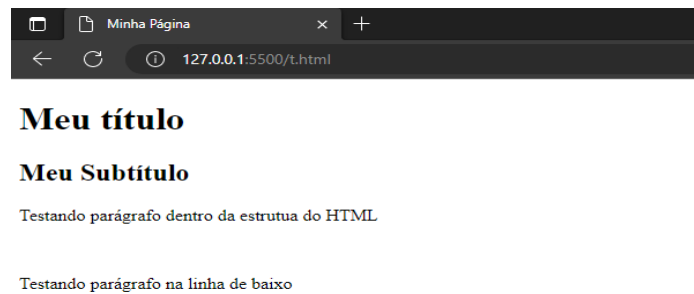 Minha Página
127.0.0.1:5500/t.html
Meu título
Meu Subtítulo
Testando parágrafo dentro da estrutua do HTML
Testando parágrafo na linha de baixo